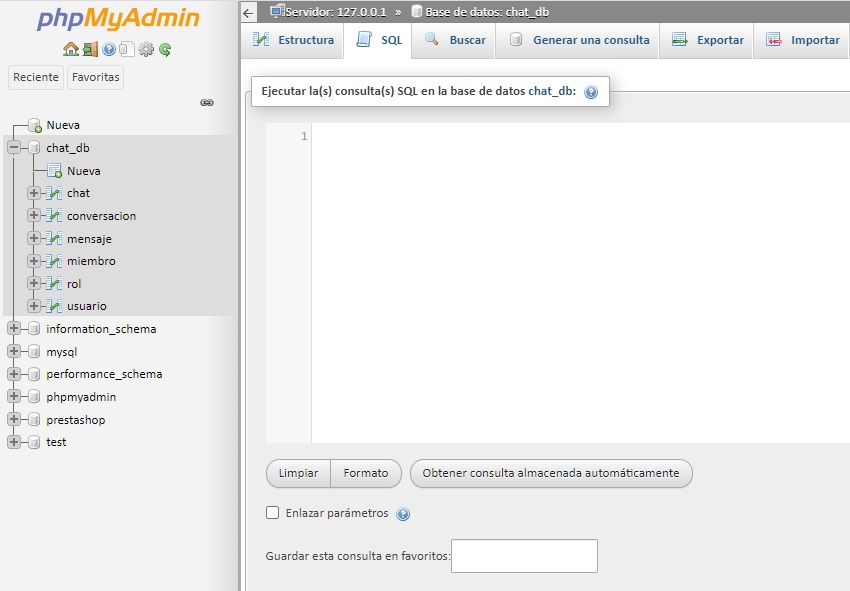 phpMyAdmin
Reciente Favoritas
Nueva
chat_db
Nueva
chat
conversacion
mensaje
miembro
rol
usuario
information_schema
mysql
performance_schema
phpmyadmin
prestashop
test
Servidor: 127.0.0.1 » Base de datos: chat_db
Estructura SQL Buscar Generar una consulta Exportar Importar
Ejecutar la(s) consulta(s) SQL en la base de datos chat_db:
1
Limpiar Formato Obtener consulta almacenada automáticamente
Enlazar parámetros
Guardar esta consulta en favoritos: